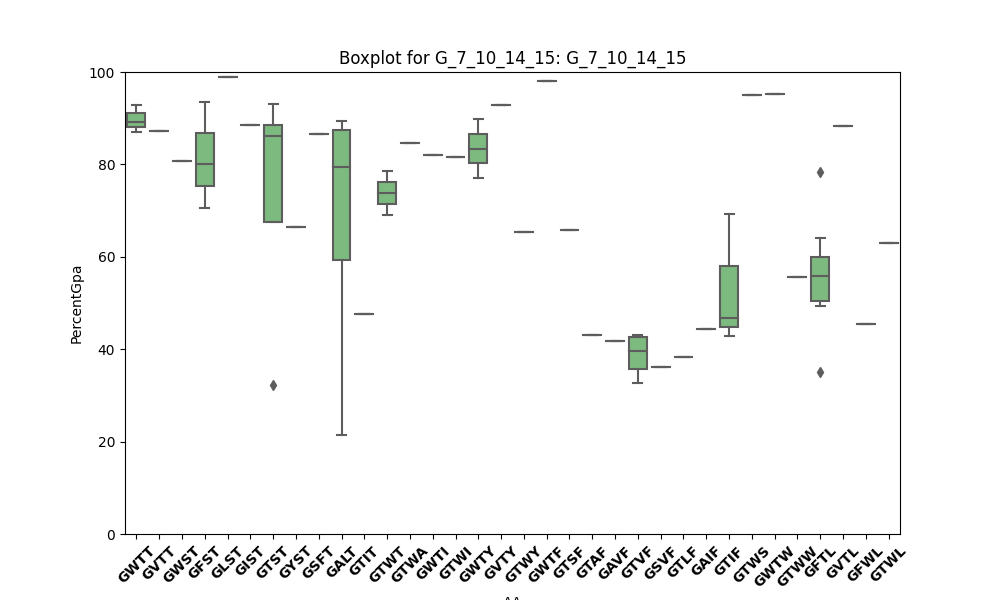 Boxplot for G_7_10_14_15: G_7_10_14_15
PercentGpa
100
80
60
40
20
0
GWTT GVTT GWST GFST GLST GIST GTST GYST GSFT GALT GTIT GTWT GTWA GWTI GTWI GWTY GVTY GTWY GWTF GTSF GTAF GAVF GTVF GSVF GTLF GAIF GTIF GTWS GWTW GTWW GFTL GVTL GFWL GTWL